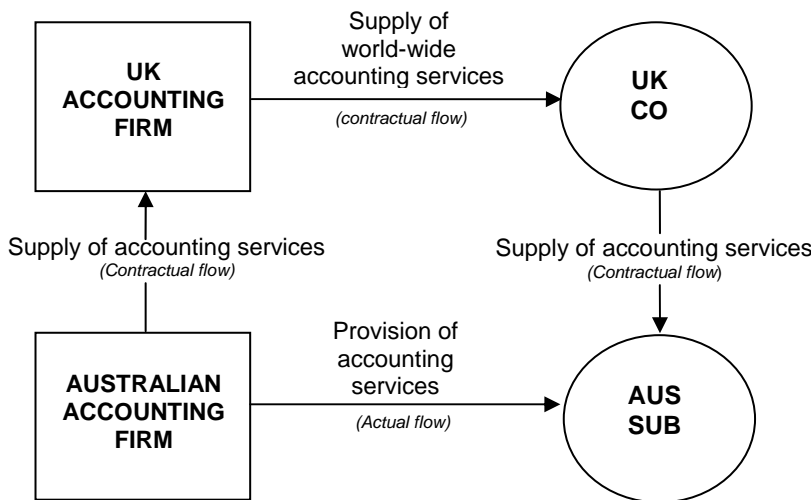 Supply of
world-wide
accounting services
(contractual flow)
UK
ACCOUNTING
FIRM
UK
CO
Supply of accounting services
(Contractual flow)
Supply of accounting services
(Contractual flow)
Provision of
accounting
services
(Actual flow)
AUSTRALIAN
ACCOUNTING
FIRM
AUS
SUB